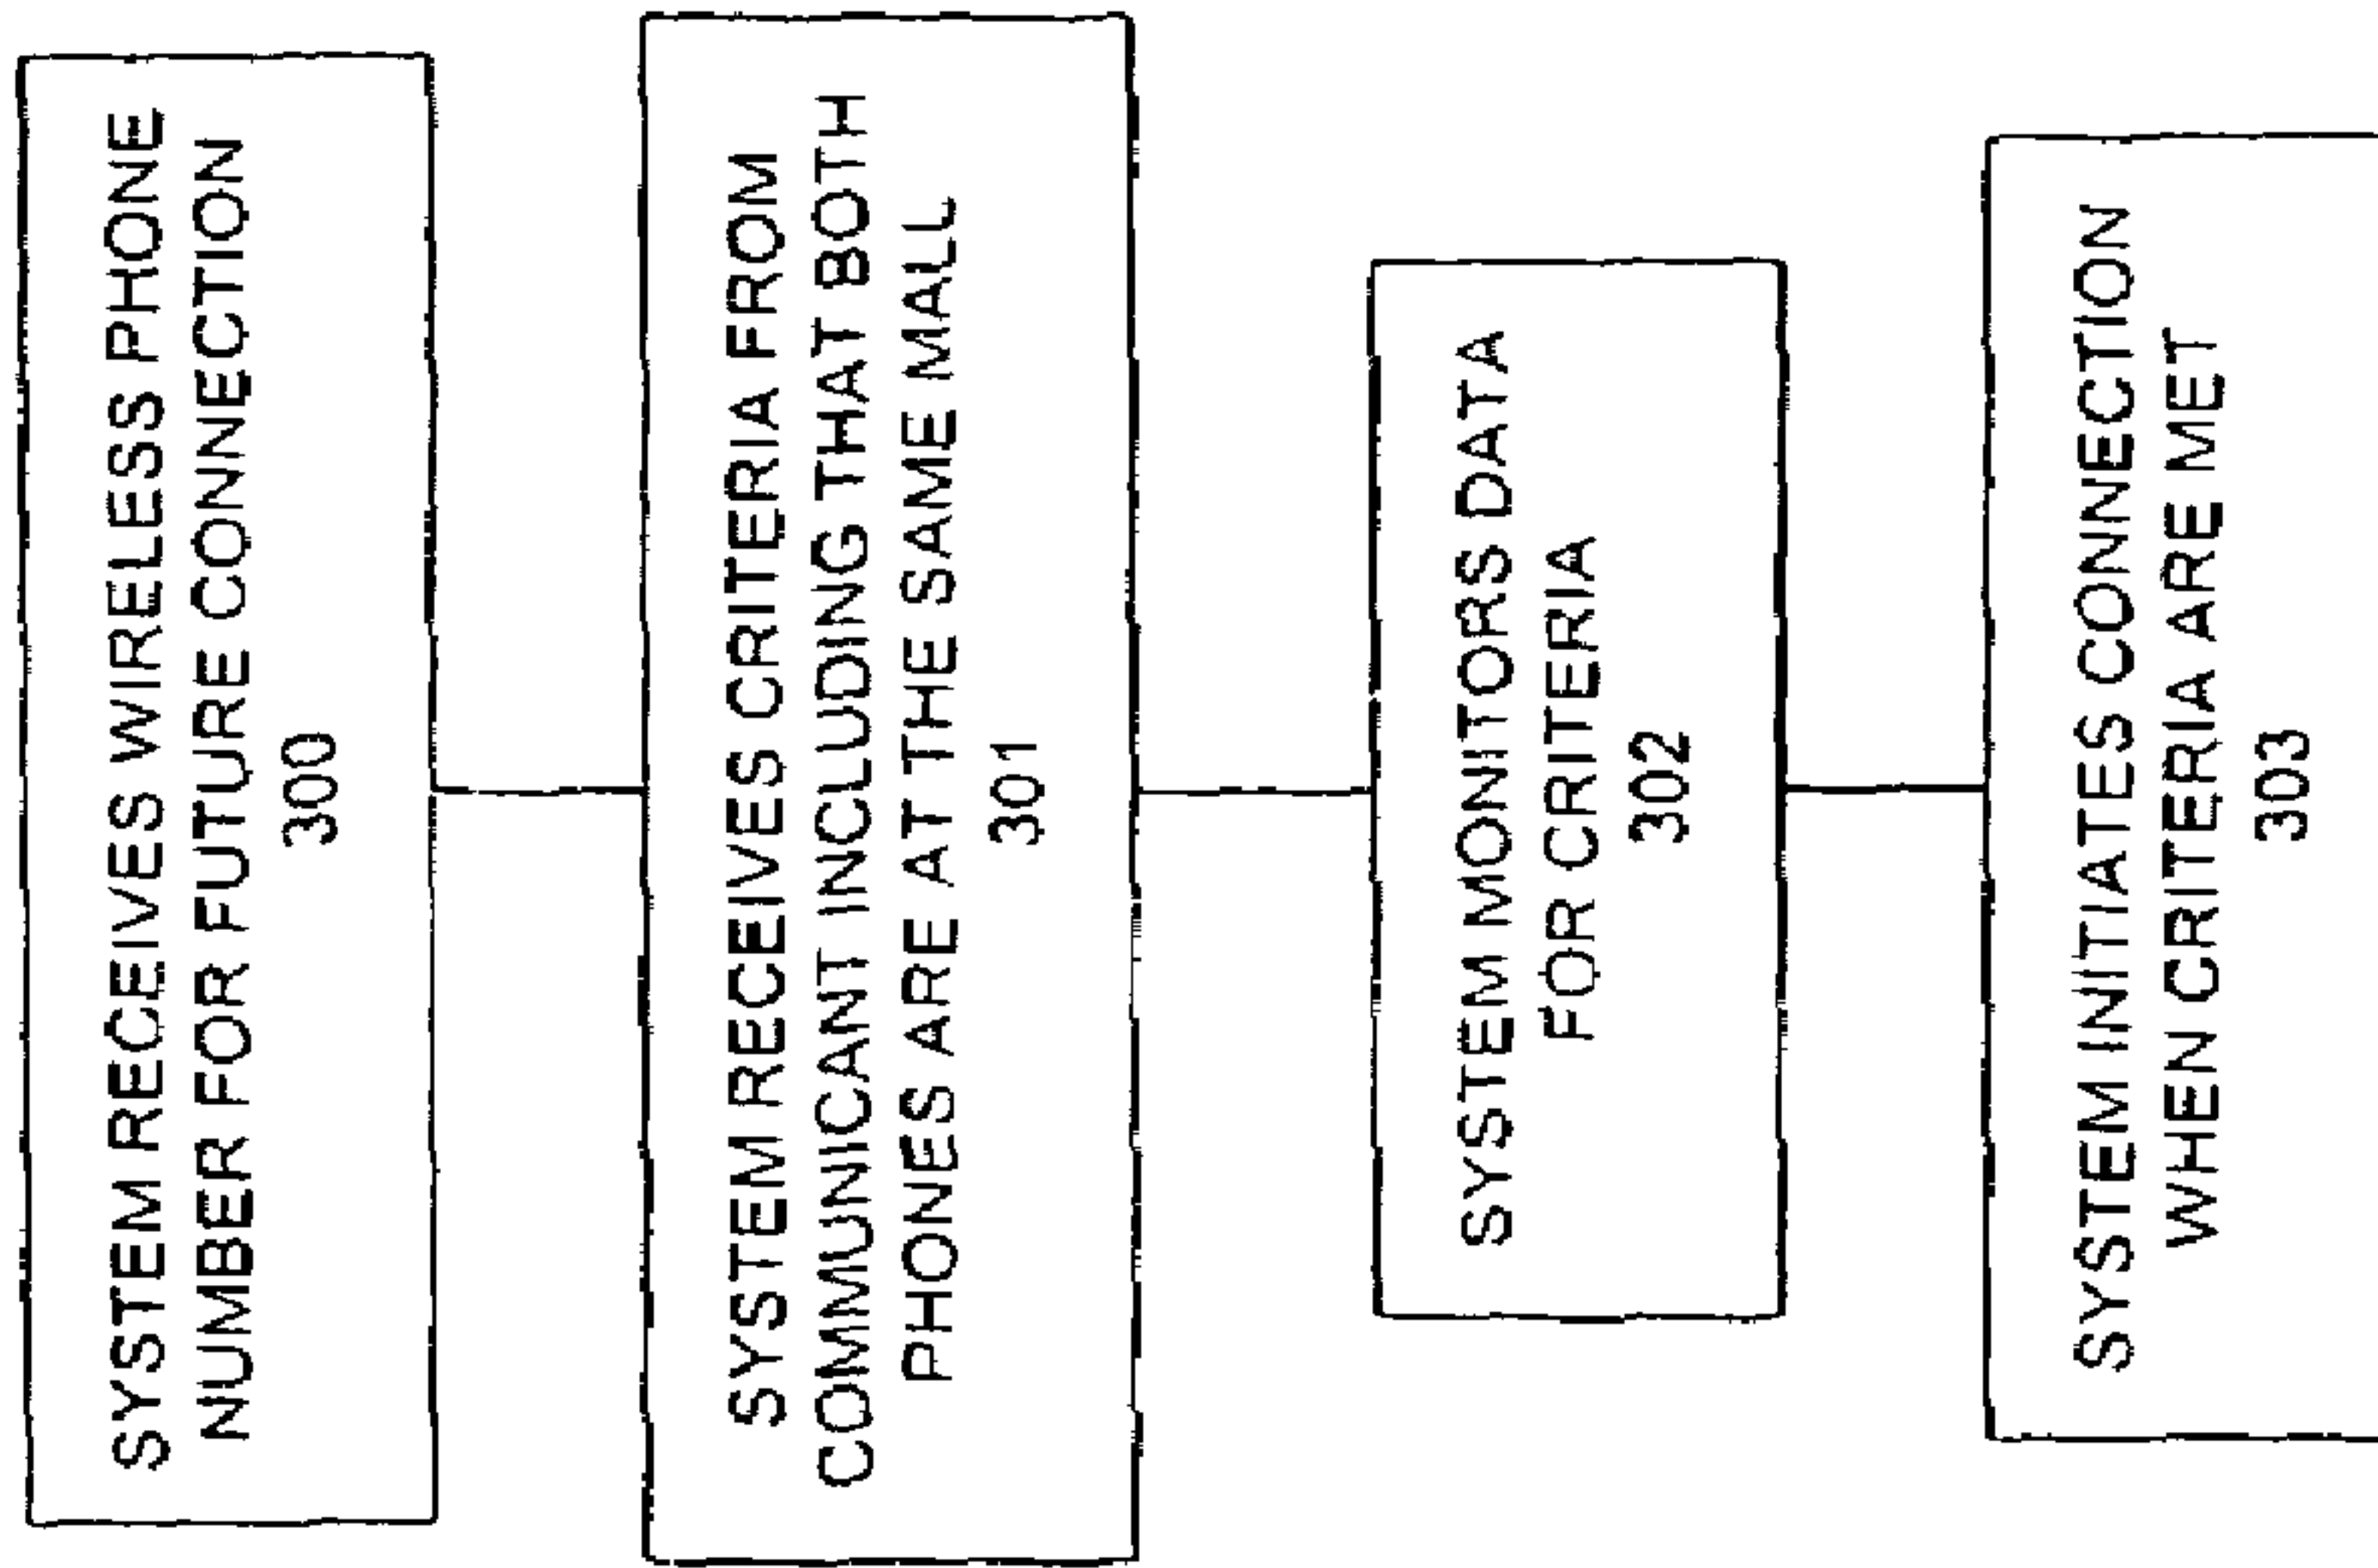 SYSTEM RECEIVES WIRELESS PHONE
NUMBER FOR FUTURE CONNECTION
300
SYSTEM RECEIVES CRITERIA FROM
COMMUNICANT INCLUDING THAT BOTH
PHONES ARE AT THE SAME MALL
301
SYSTEM MONITORS DATA
FOR CRITERIA
302
SYSTEM INITIATES CONNECTION
WHEN CRITERIA ARE MET
303